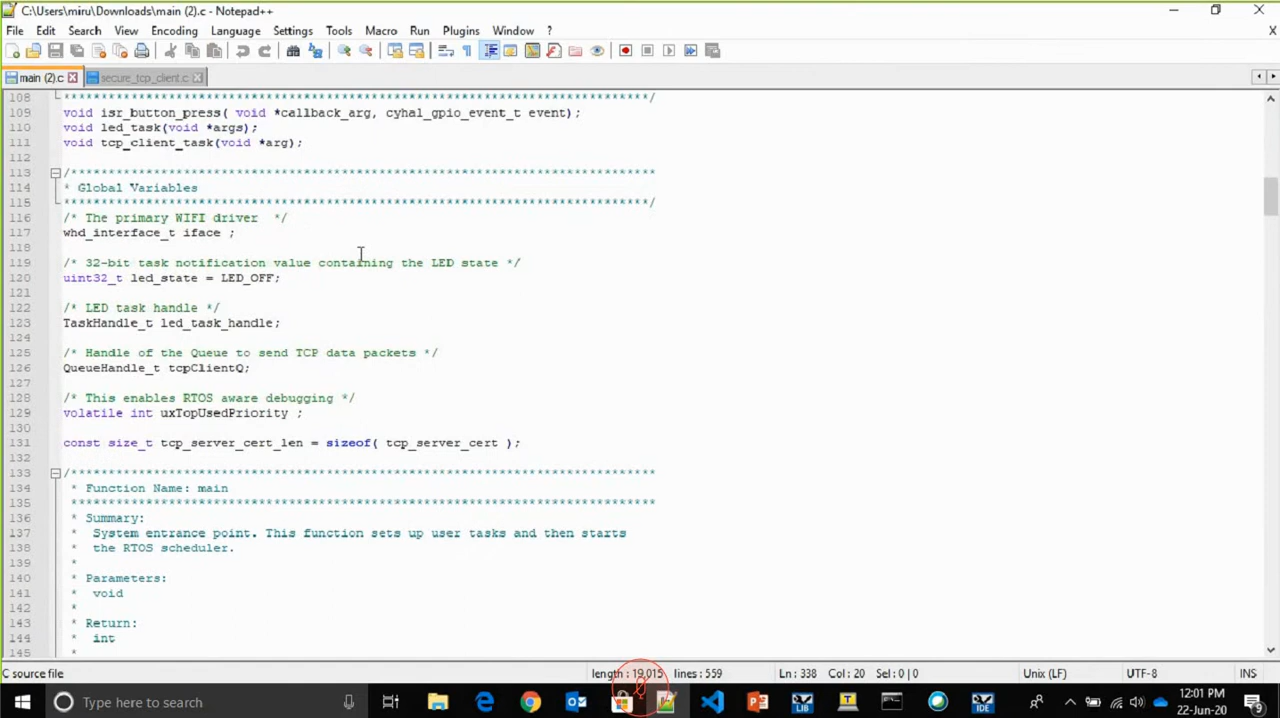 C:\Users\miru\Downloads\main (2).c - Notepad++
File Edit Search View Encoding Language Settings Tools Macro Run Plugins Window ? X
main (2).c secure_tcp_client.c
108 ******************************************************************************/
109 void isr_button_press( void *callback_arg, cyhal_gpio_event_t event);
110 void led_task(void *args);
111 void tcp_client_task(void *arg);
112
113 /******************************************************************************
114 * Global Variables
115 ******************************************************************************/
116 /* The primary WIFI driver  */
117 whd_interface_t iface ;
118
119 /* 32-bit task notification value containing the LED state */
120 uint32_t led_state = LED_OFF;
121
122 /* LED task handle */
123 TaskHandle_t led_task_handle;
124
125 /* Handle of the Queue to send TCP data packets */
126 QueueHandle_t tcpClientQ;
127
128 /* This enables RTOS aware debugging */
129 volatile int uxTopUsedPriority ;
130
131 const size_t tcp_server_cert_len = sizeof( tcp_server_cert );
132
133 /******************************************************************************
134 * Function Name: main
135 ******************************************************************************
136 * Summary:
137 *  System entrance point. This function sets up user tasks and then starts
138 *  the RTOS scheduler.
139 *
140 * Parameters:
141 *  void
142 *
143 * Return:
144 *  int
145 *
C source file length : 19,015 lines : 559 Ln : 338 Col : 20 Sel : 0 | 0 Unix (LF) UTF-8 INS
Type here to search
LIB
T
IDE
12:01 PM
22-Jun-20
9